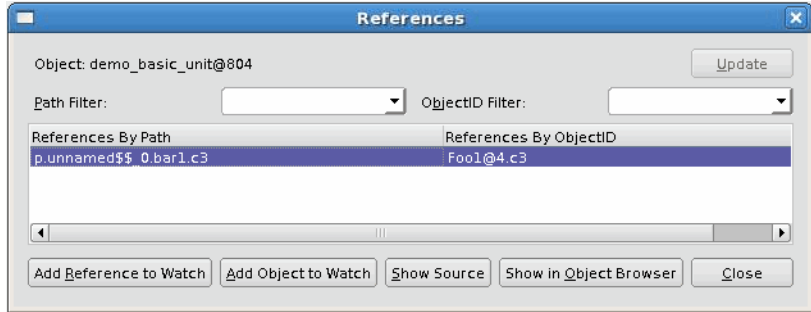 References
Object: demo_basic_unit@804 Update
Path Filter: ObjectID Filter:
References By Path References By ObjectID
p.unnamed$$_0.bar1.c3 Foo1@4.c3
Add Reference to Watch Add Object to Watch Show Source Show in Object Browser Close